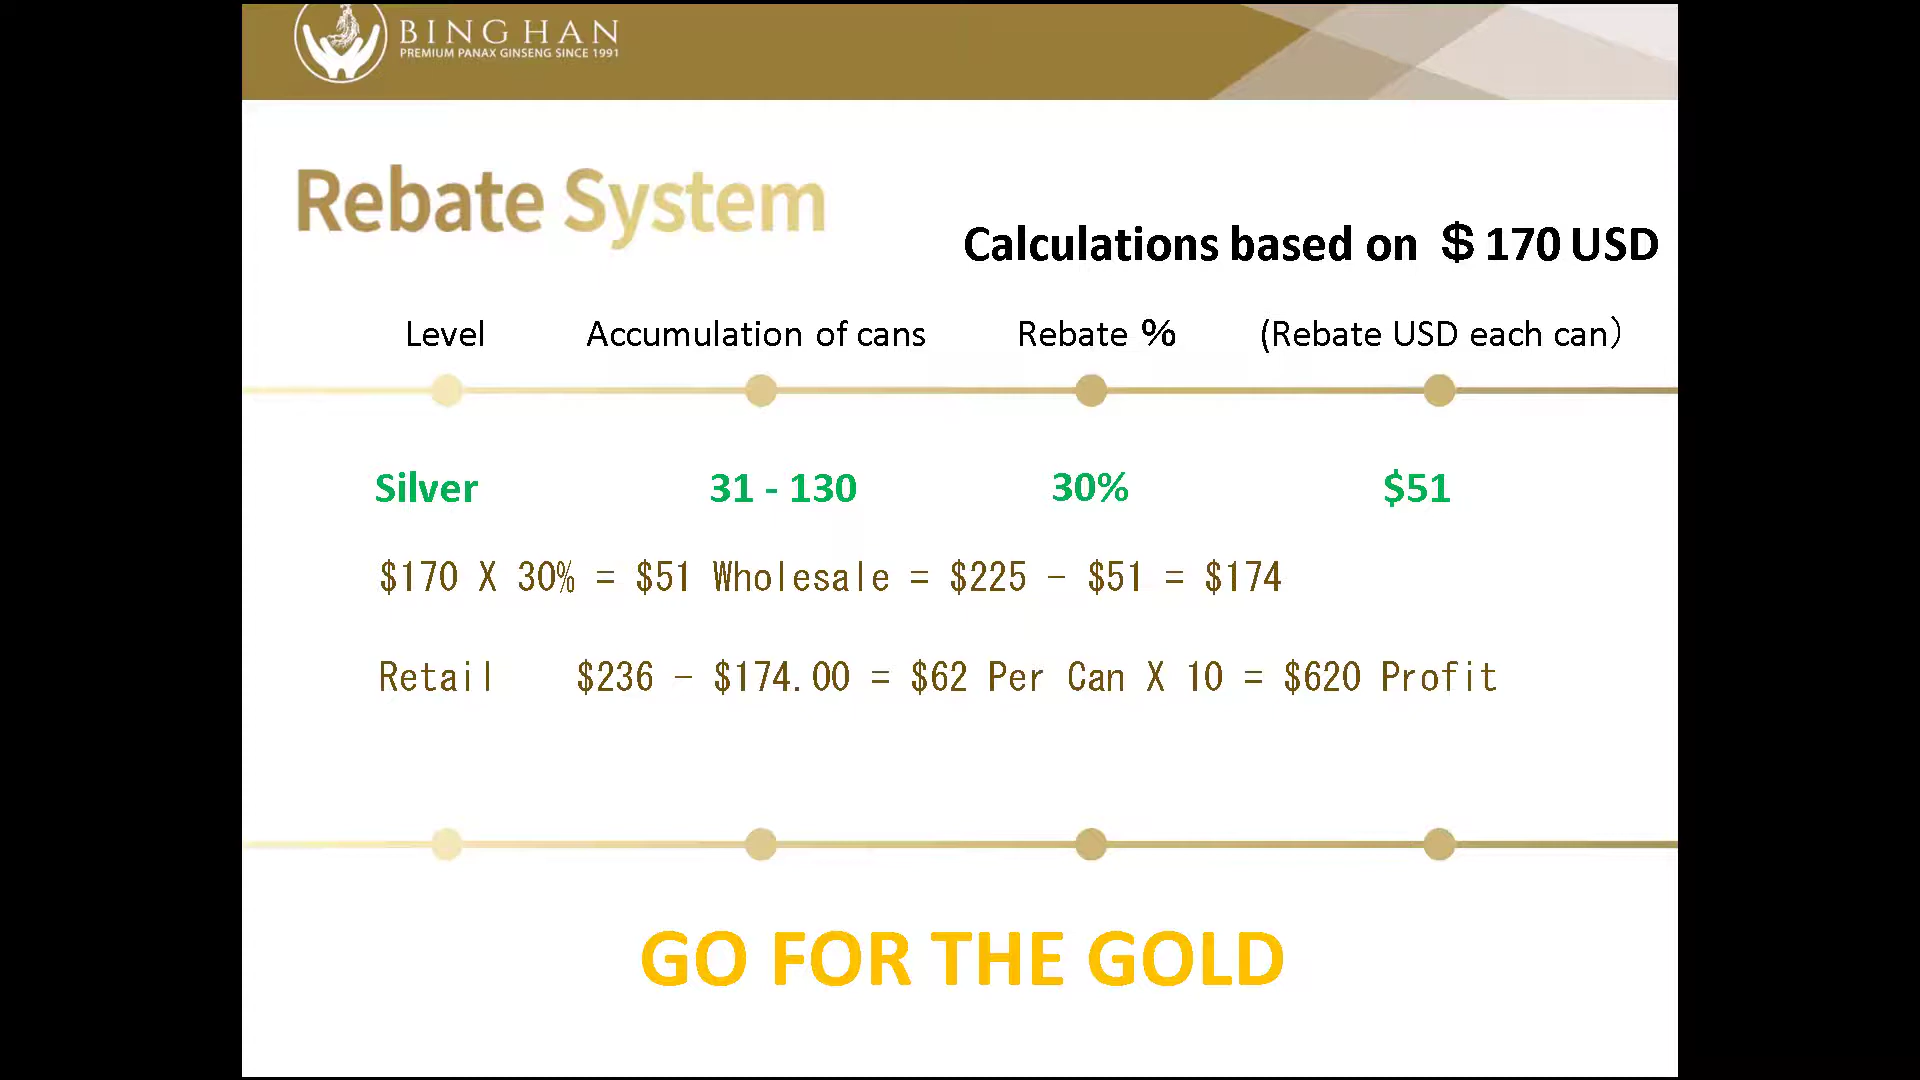 BINGHAN
PREMIUM PANAX GINSENG SINCE 1991
Rebate System
Calculations based on $170 USD
Level Accumulation of cans Rebate % (Rebate USD each can)
Silver 31 - 130 30% $51
$170 X 30% = $51 Wholesale = $225 - $51 = $174
Retail $236 - $174.00 = $62 Per Can X 10 = $620 Profit
GO FOR THE GOLD